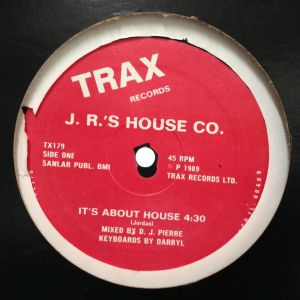 TRAX
RECORDS
J. R.'S HOUSE CO.
TX179
SIDE ONE
SANLAR PUBL. BMI
45 RPM
℗ 1989
TRAX RECORDS LTD.
IT'S ABOUT HOUSE 4:30
(Jordan)
MIXED BY D. J. PIERRE
KEYBOARDS BY DARRYL